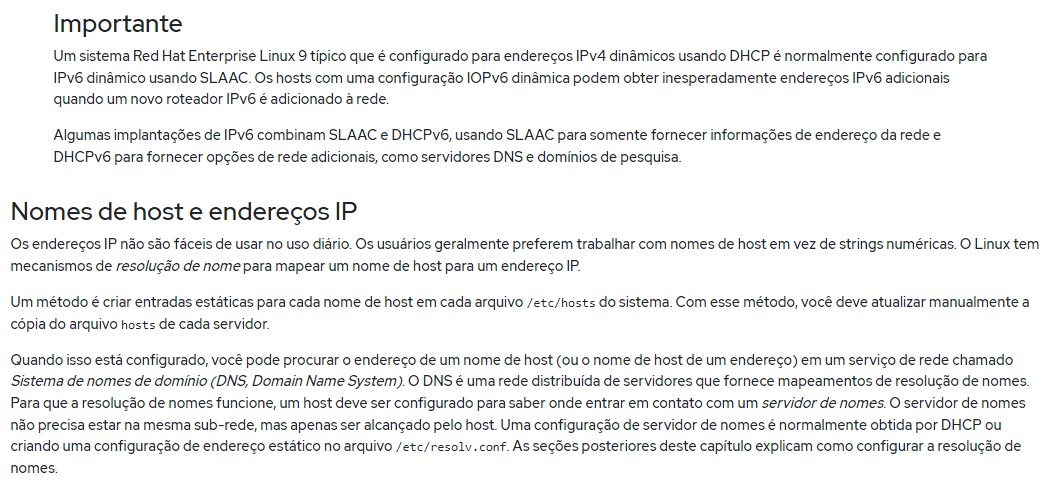 Importante
Um sistema Red Hat Enterprise Linux 9 típico que é configurado para endereços IPv4 dinâmicos usando DHCP é normalmente configurado para
IPv6 dinâmico usando SLAAC. Os hosts com uma configuração IOPv6 dinâmica podem obter inesperadamente endereços IPv6 adicionais
quando um novo roteador IPv6 é adicionado à rede.
Algumas implantações de IPv6 combinam SLAAC e DHCPv6, usando SLAAC para somente fornecer informações de endereço da rede e
DHCPv6 para fornecer opções de rede adicionais, como servidores DNS e domínios de pesquisa.
Nomes de host e endereços IP
Os endereços IP não são fáceis de usar no uso diário. Os usuários geralmente preferem trabalhar com nomes de host em vez de strings numéricas. O Linux tem
mecanismos de resolução de nome para mapear um nome de host para um endereço IP.
Um método é criar entradas estáticas para cada nome de host em cada arquivo /etc/hosts do sistema. Com esse método, você deve atualizar manualmente a
cópia do arquivo hosts de cada servidor.
Quando isso está configurado, você pode procurar o endereço de um nome de host (ou o nome de host de um endereço) em um serviço de rede chamado
Sistema de nomes de domínio (DNS, Domain Name System). O DNS é uma rede distribuída de servidores que fornece mapeamentos de resolução de nomes.
Para que a resolução de nomes funcione, um host deve ser configurado para saber onde entrar em contato com um servidor de nomes. O servidor de nomes
não precisa estar na mesma sub-rede, mas apenas ser alcançado pelo host. Uma configuração de servidor de nomes é normalmente obtida por DHCP ou
criando uma configuração de endereço estático no arquivo /etc/resolv.conf. As seções posteriores deste capítulo explicam como configurar a resolução de
nomes.